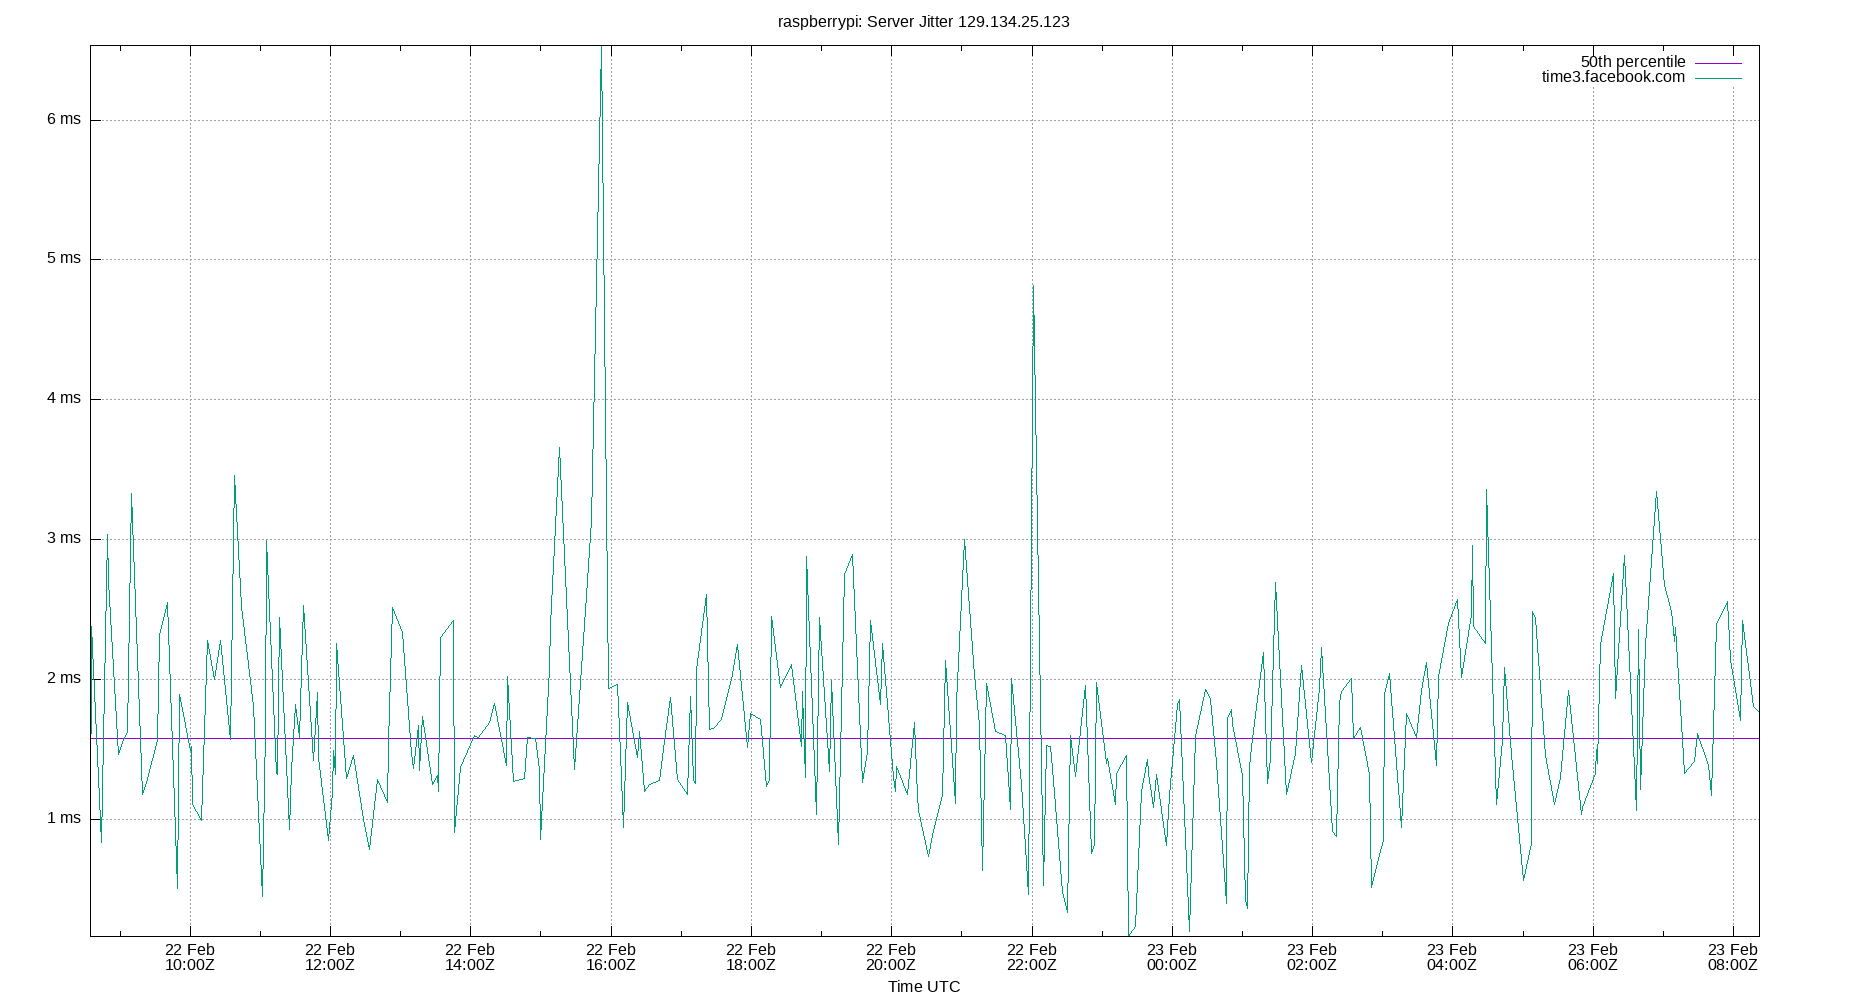 raspberrypi: Server Jitter 129.134.25.123
50th percentile
time3.facebook.com
6 ms
5 ms
4 ms
3 ms
2 ms
1 ms
22 Feb 22 Feb 22 Feb 22 Feb 22 Feb 22 Feb 22 Feb 23 Feb 23 Feb 23 Feb 23 Feb 23 Feb
10:00Z 12:00Z 14:00Z 16:00Z 18:00Z 20:00Z 22:00Z 00:00Z 02:00Z 04:00Z 06:00Z 08:00Z
Time UTC